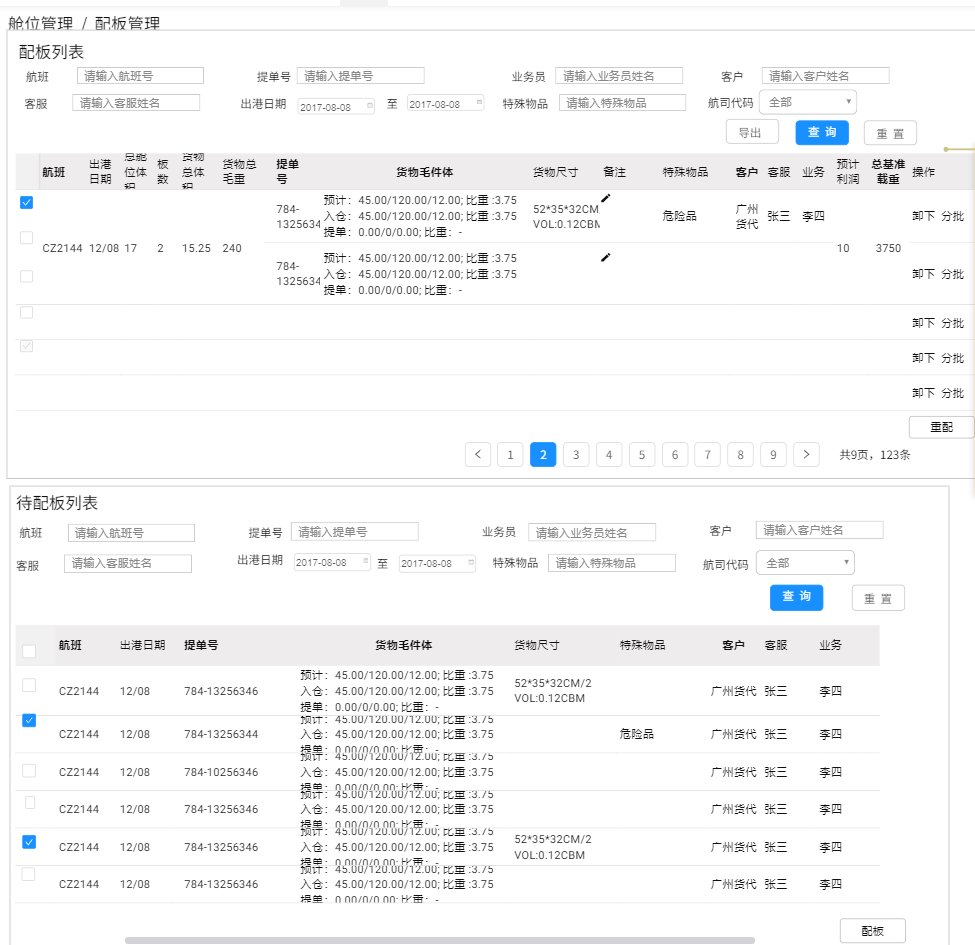 舱位管理 / 配板管理
配板列表
航班 请输入航班号 提单号 请输入提单号 业务员 请输入业务员姓名 客户 请输入客户姓名
客服 请输入客服姓名 出港日期 2017-08-08 至 2017-08-08 特殊物品 请输入特殊物品 航司代码 全部
导出 查 询 重 置
航班 出港日期 总舱位体积 板数 货物总体积 货物总毛重 提单号 货物毛件体 货物尺寸 备注 特殊物品 客户 客服 业务 预计利润 总基准载重 操作
预计：45.00/120.00/12.00; 比重 :3.75
784-1325634 入仓：45.00/120.00/12.00; 比重 :3.75 52*35*32CM VOL:0.12CBM 危险品 广州货代 张三 李四 卸下 分批
提单：0.00/0/0.00; 比重：-
CZ2144 12/08 17 2 15.25 240 10 3750
预计：45.00/120.00/12.00; 比重 :3.75
784-1325634 入仓：45.00/120.00/12.00; 比重 :3.75 卸下 分批
提单：0.00/0/0.00; 比重：-
卸下 分批
卸下 分批
卸下 分批
重配
< 1 2 3 4 5 6 7 8 9 > 共9页，123条
待配板列表
航班 请输入航班号 提单号 请输入提单号 业务员 请输入业务员姓名 客户 请输入客户姓名
客服 请输入客服姓名 出港日期 2017-08-08 至 2017-08-08 特殊物品 请输入特殊物品 航司代码 全部
查 询 重 置
航班 出港日期 提单号 货物毛件体 货物尺寸 特殊物品 客户 客服 业务
预计：45.00/120.00/12.00; 比重 :3.75
CZ2144 12/08 784-13256346 入仓：45.00/120.00/12.00; 比重 :3.75 52*35*32CM/2 VOL:0.12CBM 广州货代 张三 李四
提单：0.00/0/0.00; 比重：-
预计：45.00/120.00/12.00; 比重 :3.75
CZ2144 12/08 784-13256344 入仓：45.00/120.00/12.00; 比重 :3.75 危险品 广州货代 张三 李四
提单：0.00/0/0.00; 比重：-
预计：45.00/120.00/12.00; 比重 :3.75
CZ2144 12/08 784-10256346 入仓：45.00/120.00/12.00; 比重 :3.75 广州货代 张三 李四
提单：0.00/0/0.00; 比重：-
预计：45.00/120.00/12.00; 比重 :3.75
CZ2144 12/08 784-13256346 入仓：45.00/120.00/12.00; 比重 :3.75 广州货代 张三 李四
提单：0.00/0/0.00; 比重：-
预计：45.00/120.00/12.00; 比重 :3.75
CZ2144 12/08 784-13256346 入仓：45.00/120.00/12.00; 比重 :3.75 52*35*32CM/2 VOL:0.12CBM 广州货代 张三 李四
提单：0.00/0/0.00; 比重：-
预计：45.00/120.00/12.00; 比重 :3.75
CZ2144 12/08 784-13256346 入仓：45.00/120.00/12.00; 比重 :3.75 广州货代 张三 李四
提单：0.00/0/0.00; 比重：-
配板